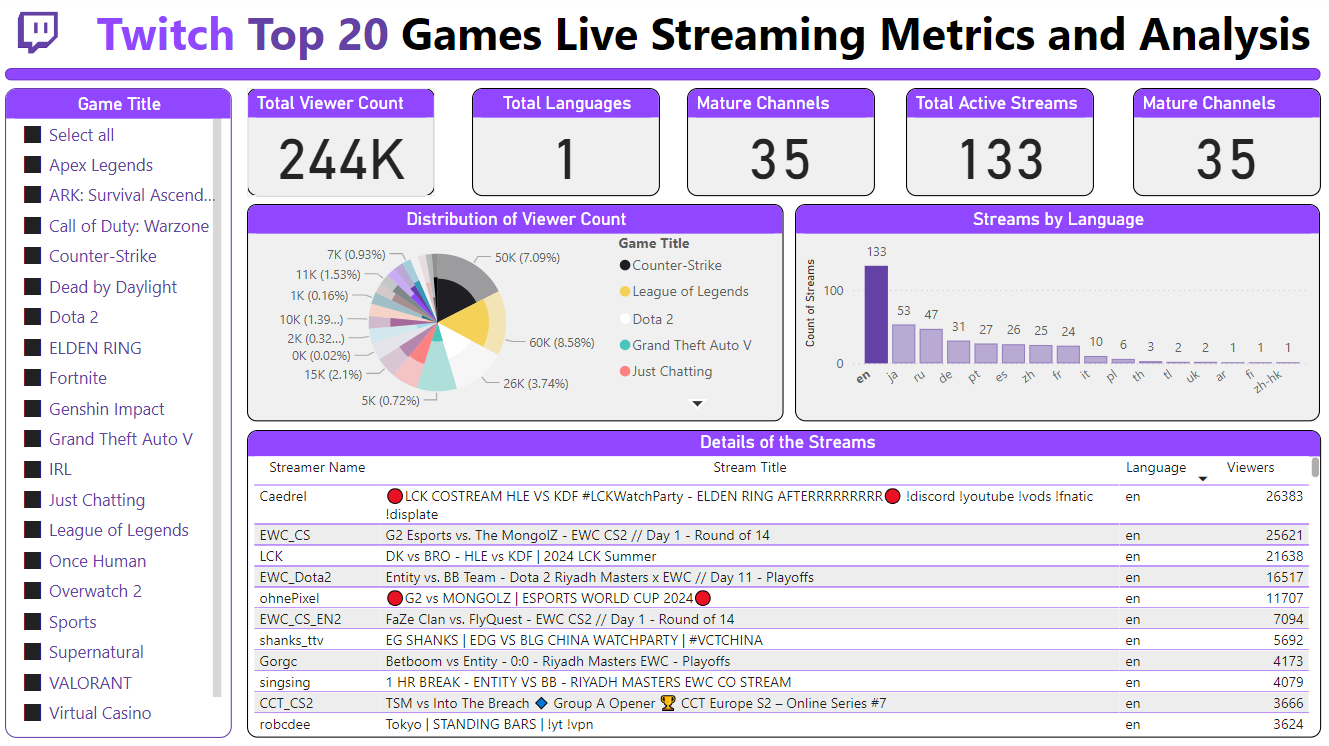 Twitch Top 20 Games Live Streaming Metrics and Analysis
Game Title
Select all
Apex Legends
ARK: Survival Ascend...
Call of Duty: Warzone
Counter-Strike
Dead by Daylight
Dota 2
ELDEN RING
Fortnite
Genshin Impact
Grand Theft Auto V
IRL
Just Chatting
League of Legends
Once Human
Overwatch 2
Sports
Supernatural
VALORANT
Virtual Casino
Total Viewer Count
244K
Total Languages
1
Mature Channels
35
Total Active Streams
133
Mature Channels
35
Distribution of Viewer Count
7K (0.93%)
11K (1.53%)
1K (0.16%)
10K (1.39...)
2K (0.32...)
0K (0.02%)
15K (2.1%)
5K (0.72%)
50K (7.09%)
60K (8.58%)
26K (3.74%)
Game Title
Counter-Strike
League of Legends
Dota 2
Grand Theft Auto V
Just Chatting
Streams by Language
Count of Streams
100
0
133 53 47 31 27 26 25 24 10 6 3 2 2 1 1 1
en ja ru de pt es zh fr it pl th tl uk ar fi zh-hk
Details of the Streams
Streamer Name Stream Title Language Viewers
Caedrel 🔴LCK COSTREAM HLE VS KDF #LCKWatchParty - ELDEN RING AFTERRRRRRRRR🔴 !discord !youtube !vods !fnatic en 26383
!displate
EWC_CS G2 Esports vs. The MongolZ - EWC CS2 // Day 1 - Round of 14 en 25621
LCK DK vs BRO - HLE vs KDF | 2024 LCK Summer en 21638
EWC_Dota2 Entity vs. BB Team - Dota 2 Riyadh Masters x EWC // Day 11 - Playoffs en 16517
ohnePixel 🔴G2 vs MONGOLZ | ESPORTS WORLD CUP 2024🔴 en 11707
EWC_CS_EN2 FaZe Clan vs. FlyQuest - EWC CS2 // Day 1 - Round of 14 en 7094
shanks_ttv EG SHANKS | EDG VS BLG CHINA WATCHPARTY | #VCTCHINA en 5692
Gorgc Betboom vs Entity - 0:0 - Riyadh Masters EWC - Playoffs en 4173
singsing 1 HR BREAK - ENTITY VS BB - RIYADH MASTERS EWC CO STREAM en 4079
CCT_CS2 TSM vs Into The Breach 🔹 Group A Opener 🏆 CCT Europe S2 – Online Series #7 en 3666
robcdee Tokyo | STANDING BARS | !yt !vpn en 3624